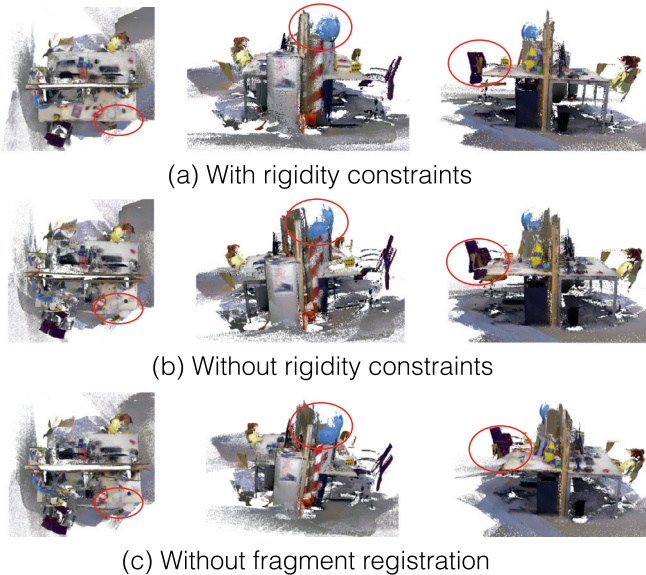 (a) With rigidity constraints
(b) Without rigidity constraints
(c) Without fragment registration